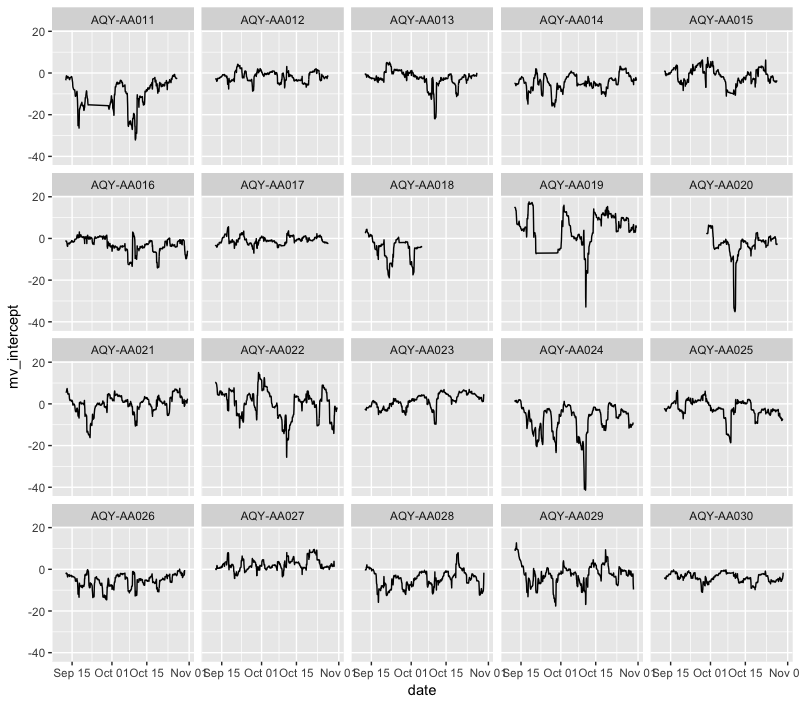 AQY-AA011 AQY-AA012 AQY-AA013 AQY-AA014 AQY-AA015
20
0
-20
-40
AQY-AA016 AQY-AA017 AQY-AA018 AQY-AA019 AQY-AA020
20
0
-20
-40
mv_intercept
AQY-AA021 AQY-AA022 AQY-AA023 AQY-AA024 AQY-AA025
20
0
-20
-40
AQY-AA026 AQY-AA027 AQY-AA028 AQY-AA029 AQY-AA030
20
0
-20
-40
Sep 15 Oct 01 Oct 15 Nov 01 Sep 15 Oct 01 Oct 15 Nov 01 Sep 15 Oct 01 Oct 15 Nov 01 Sep 15 Oct 01 Oct 15 Nov 01 Sep 15 Oct 01 Oct 15 Nov 0
date